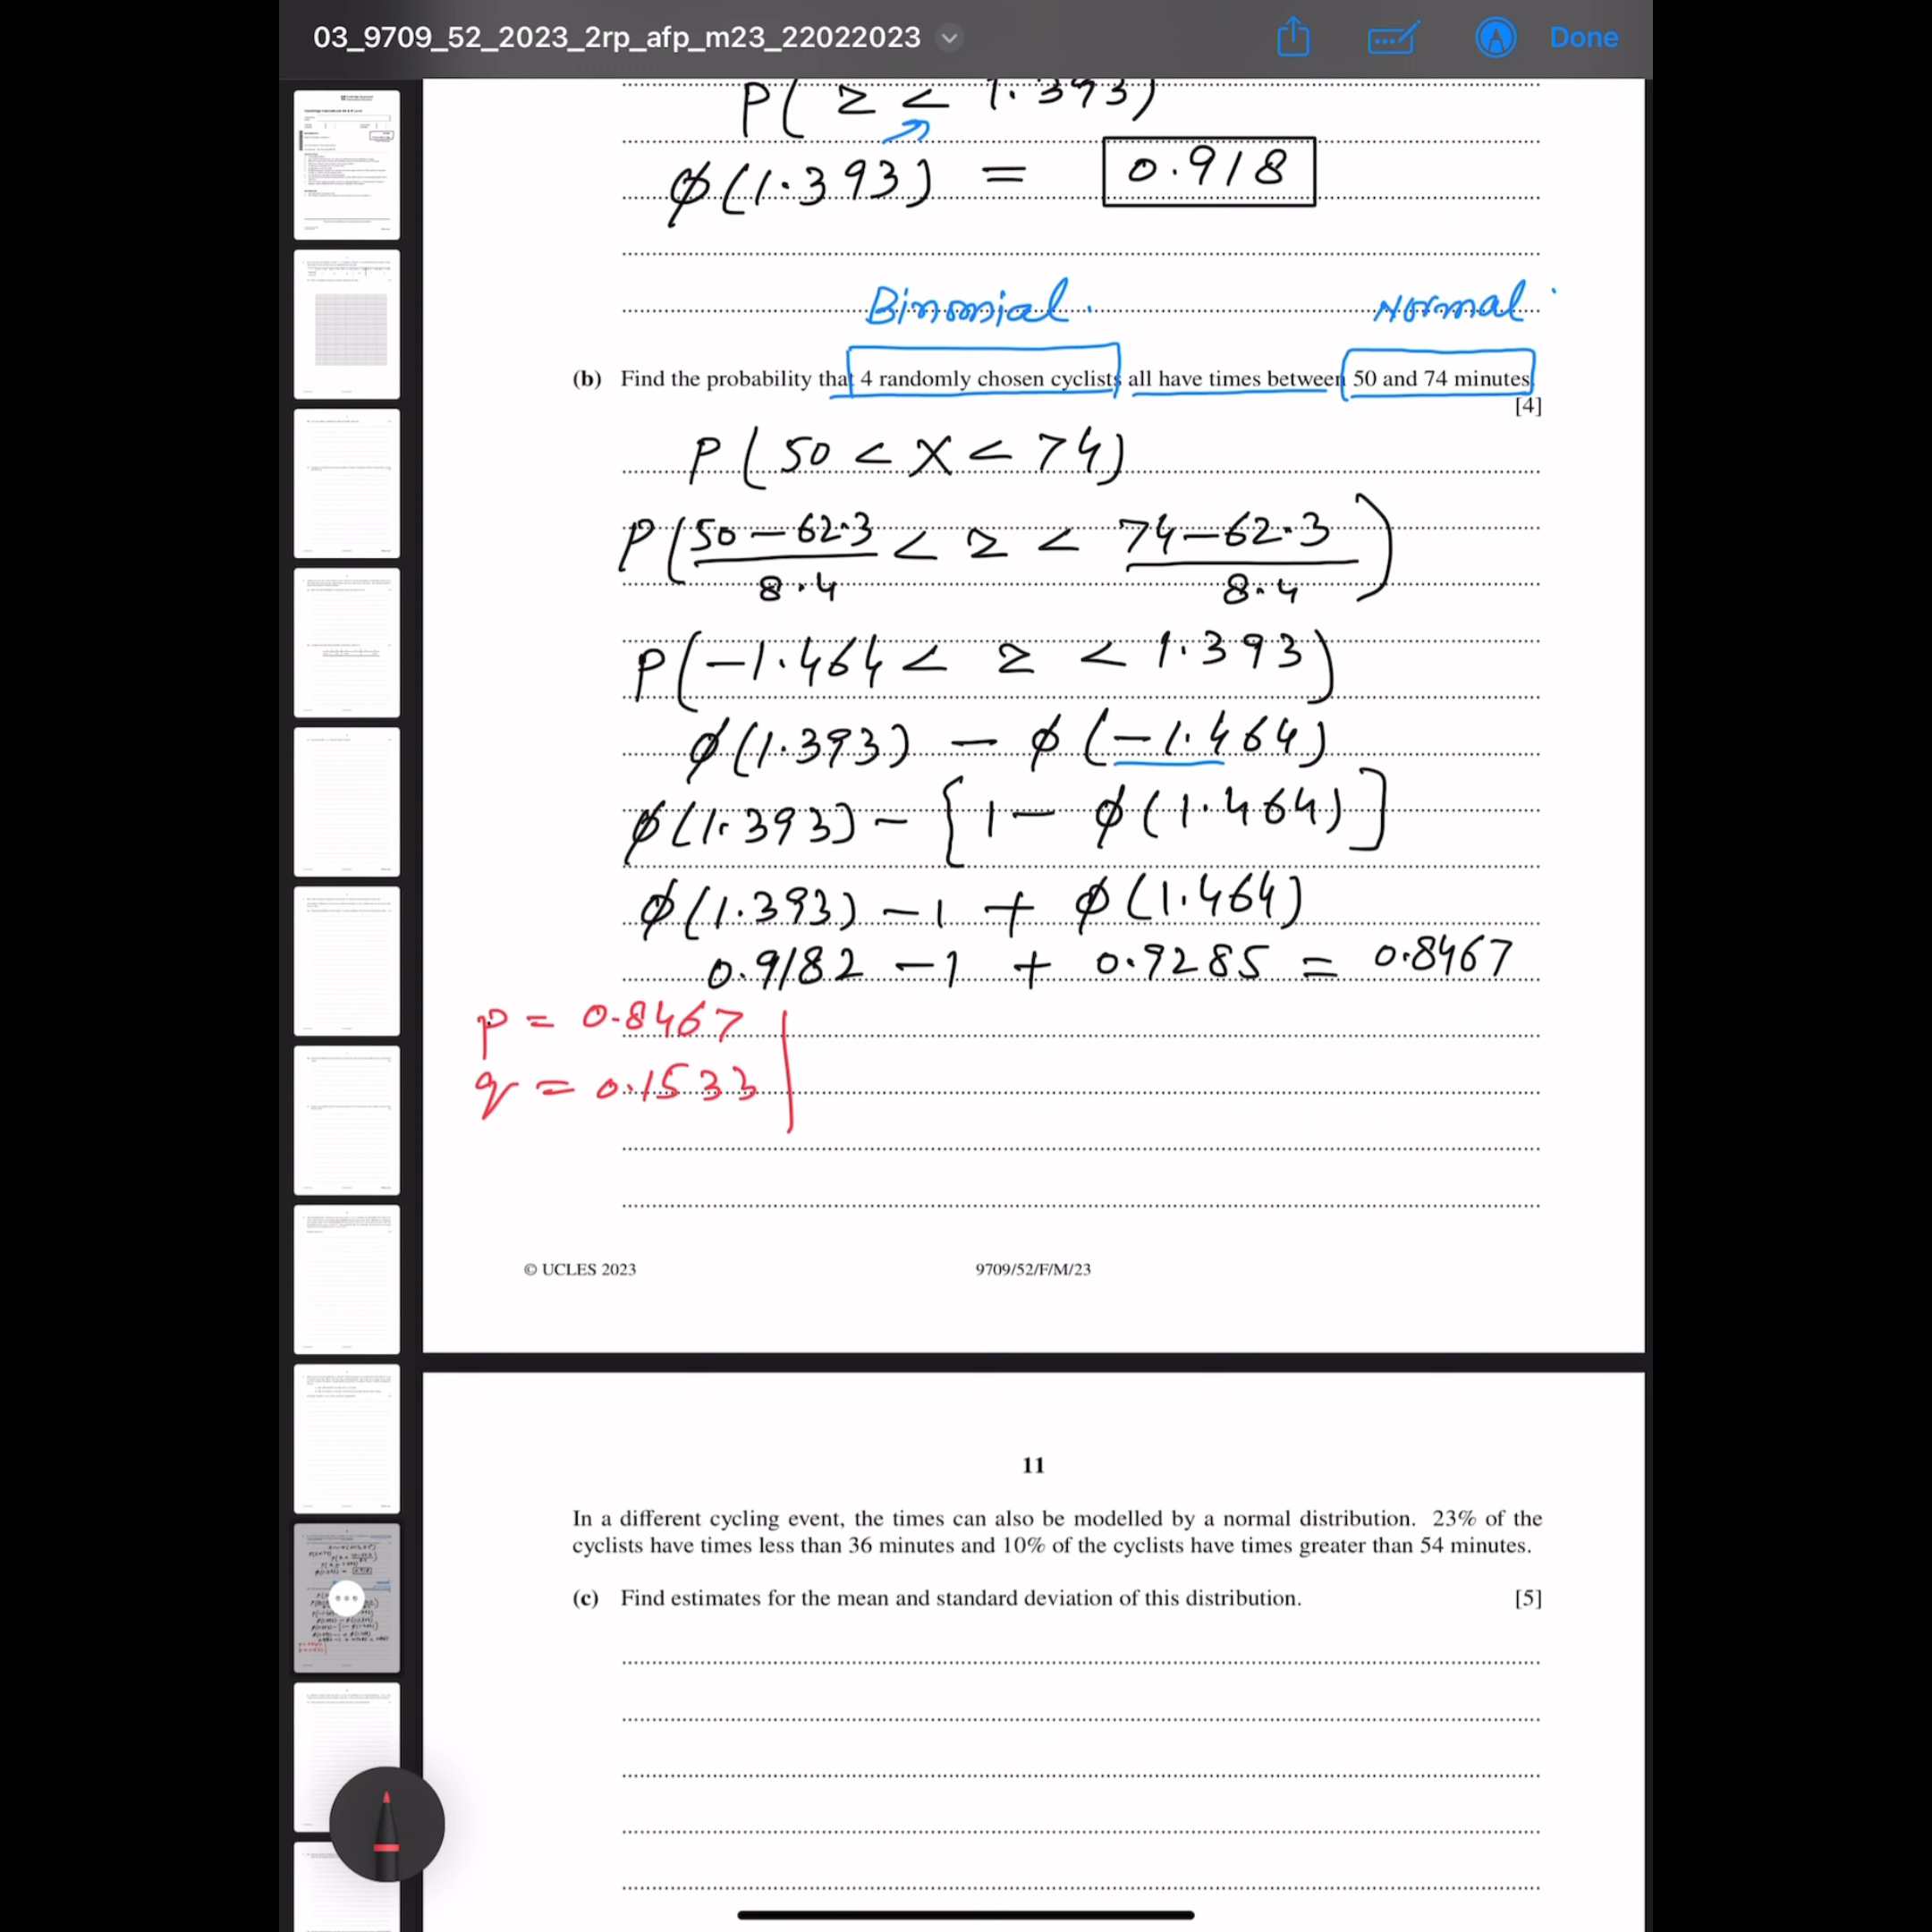 03_9709_52_2023_2rp_afp_m23_22022023
Done
P( z < 1.393)
ϕ(1.393) = 0.918
Binomial. Normal.
(b) Find the probability that 4 randomly chosen cyclists all have times between 50 and 74 minutes.
[4]
P( 50 < X < 74)
P( (50 − 62.3)/8.4 < z < (74 − 62.3)/8.4 )
P(−1.464 < z < 1.393)
ϕ(1.393) − ϕ(−1.464)
ϕ(1.393) − [1 − ϕ(1.464)]
ϕ(1.393) − 1 + ϕ(1.464)
0.9182 − 1 + 0.9285 = 0.8467
p = 0.8467
q = 0.1533
© UCLES 2023 9709/52/F/M/23
11
In a different cycling event, the times can also be modelled by a normal distribution. 23% of the
cyclists have times less than 36 minutes and 10% of the cyclists have times greater than 54 minutes.
(c) Find estimates for the mean and standard deviation of this distribution. [5]